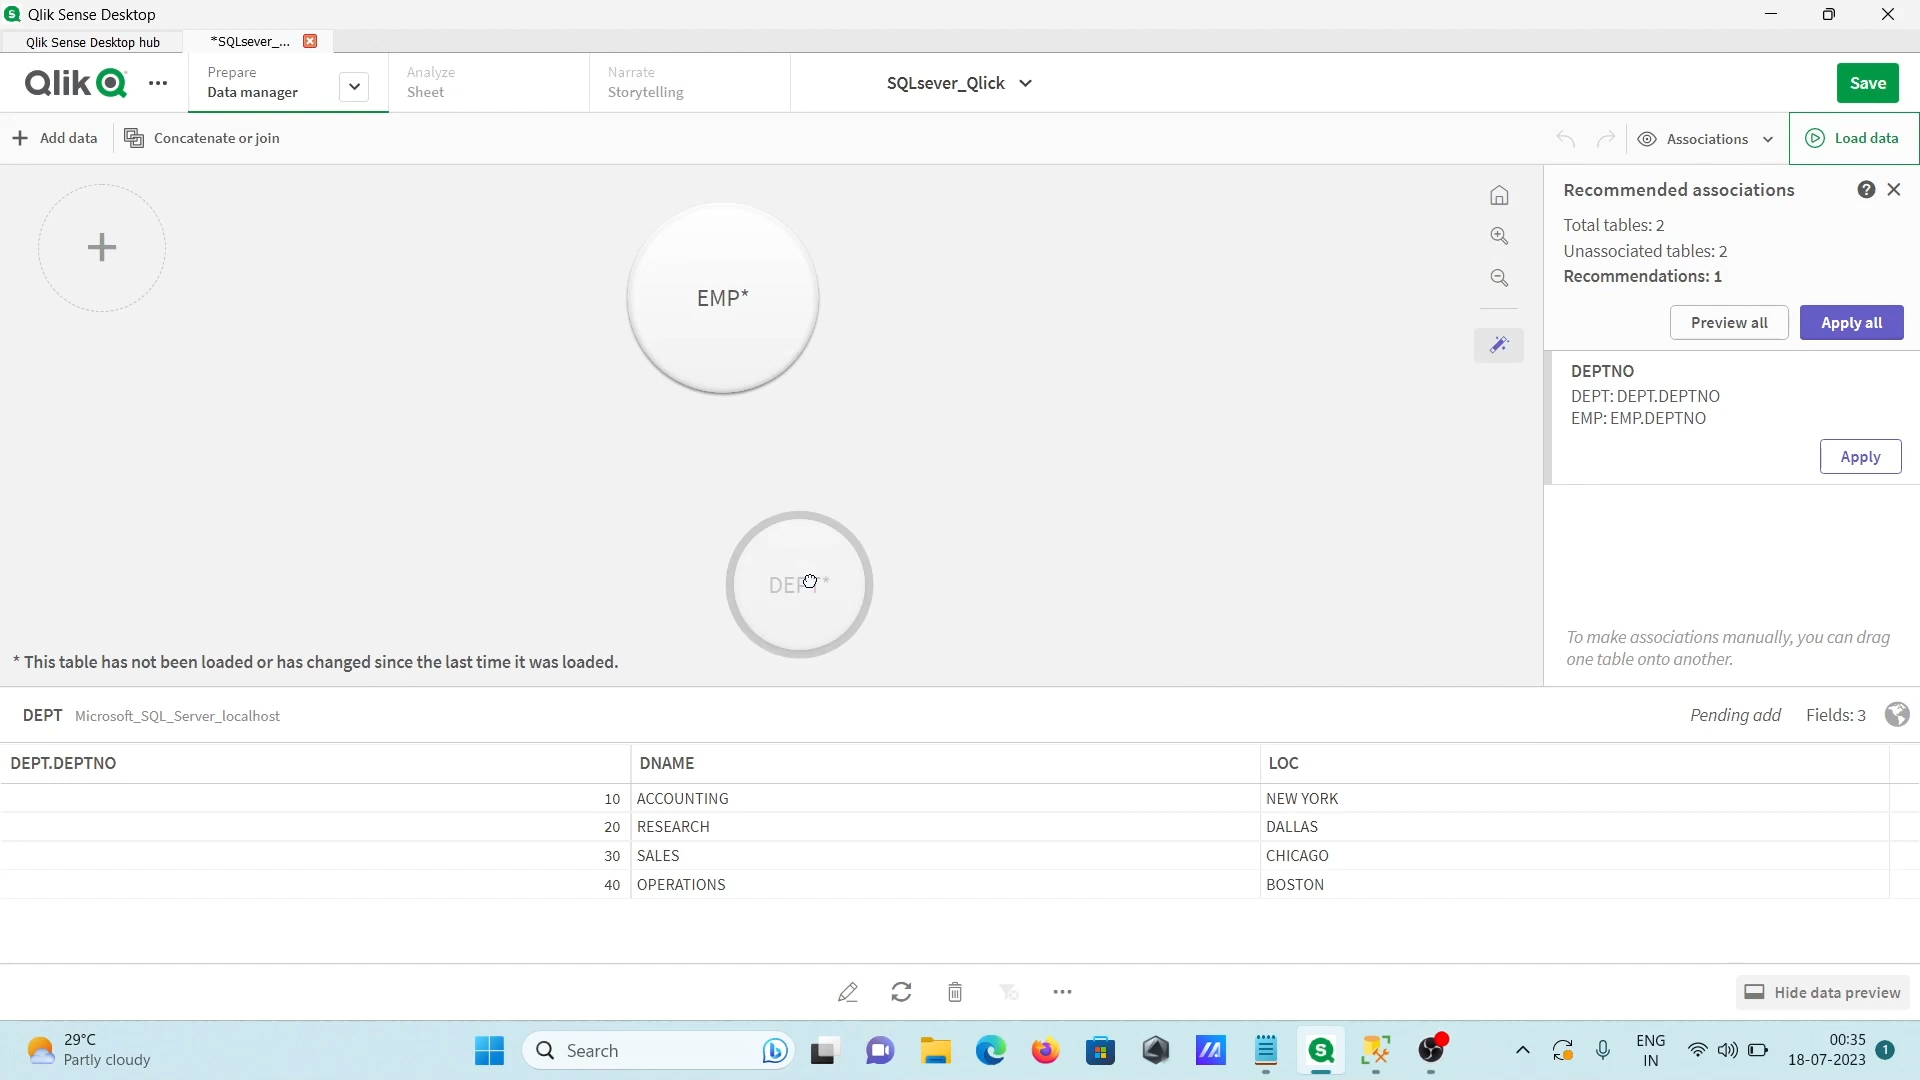 Qlik Sense Desktop
Qlik Sense Desktop hub
*SQLsever_...
Qlik
Prepare
Data manager
Analyze
Sheet
Narrate
Storytelling
SQLsever_Qlick
Save
Add data
Concatenate or join
Associations
Load data
EMP*
Recommended associations
Total tables: 2
Unassociated tables: 2
Recommendations: 1
Preview all
Apply all
DEPTNO
DEPT: DEPT.DEPTNO
EMP: EMP.DEPTNO
Apply
DEPT*
To make associations manually, you can drag
one table onto another.
* This table has not been loaded or has changed since the last time it was loaded.
DEPT Microsoft_SQL_Server_localhost
Pending add Fields: 3
DEPT.DEPTNO DNAME LOC
10 ACCOUNTING NEW YORK
20 RESEARCH DALLAS
30 SALES CHICAGO
40 OPERATIONS BOSTON
Hide data preview
29°C
Partly cloudy
Search
ENG
IN
00:35
18-07-2023
1